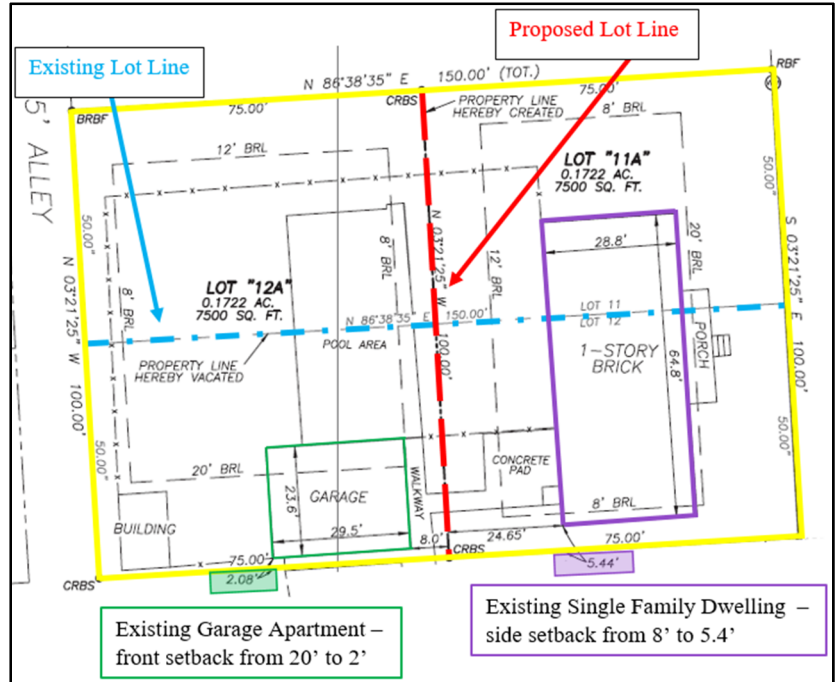 Proposed Lot Line
Existing Lot Line
N 86°38'35" E 150.00' (TOT.)
RBF
75.00'
75.00'
CRBS
BRBF
PROPERTY LINE
HEREBY CREATED
8' BRL
5' ALLEY
12' BRL
LOT "11A"
0.1722 AC.
7500 SQ. FT.
50.00"
50.00"
N 03°21'25" W 100.00'
8' BRL
LOT "12A"
0.1722 AC.
7500 SQ. FT.
8' BRL
N 03°21'25" W
100.00'
12' BRL
28.8'
20' BRL
S 03°21'25" E 100.00'
N 86°38'35" E 150.00'
LOT 11
LOT 12
POOL AREA
PROPERTY LINE
HEREBY VACATED
1-STORY
BRICK
64.8'
PORCH
50.00"
50.00'
20' BRL
23.6'
GARAGE
29.5'
WALKWAY
CONCRETE
PAD
8' BRL
BUILDING
75.00'
8.0'
24.65'
75.00'
CRBS
CRBS
2.08'
5.44'
Existing Garage Apartment –
front setback from 20' to 2'
Existing Single Family Dwelling –
side setback from 8' to 5.4'